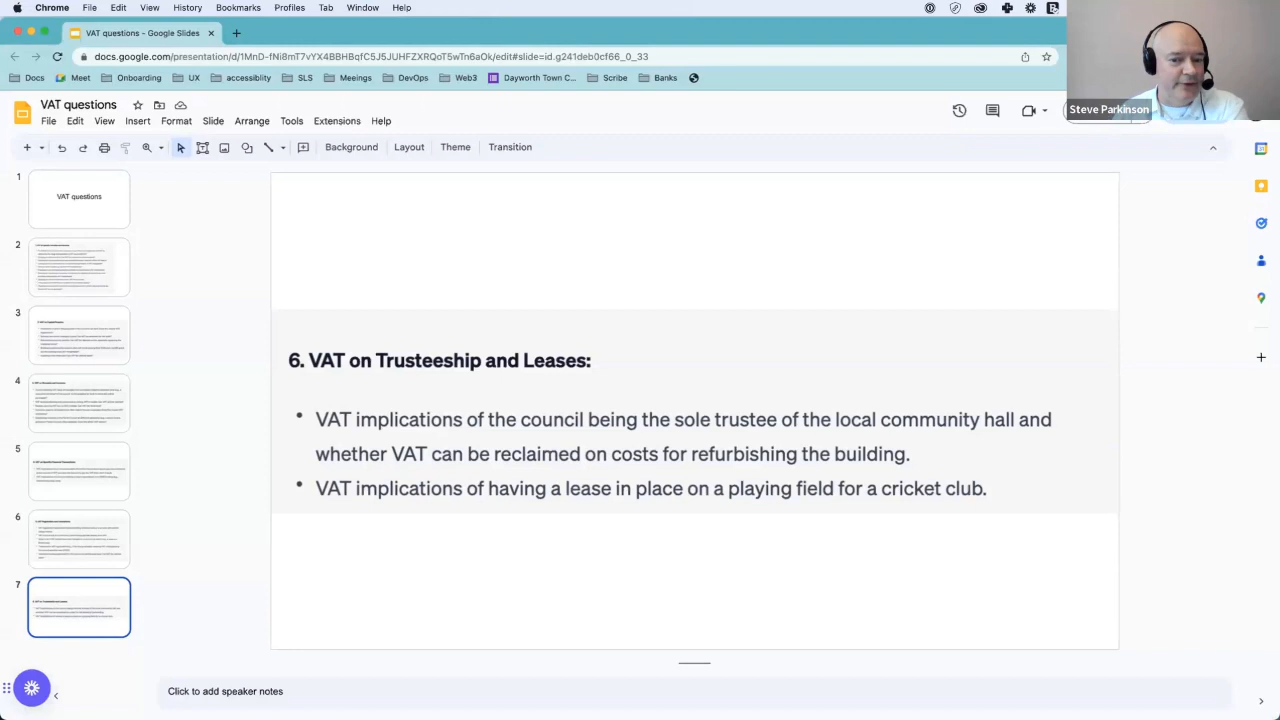 Chrome File Edit View History Bookmarks Profiles Tab Window Help
VAT questions - Google Slides
docs.google.com/presentation/d/1MnD-fNi8mT7vYX4BBHBqfC5J5JUHFZXRQoT5wTn6aOk/edit#slide=id.g241deb0cf66_0_33
Docs Meet Onboarding UX accessiblity SLS Meeings DevOps Web3 Dayworth Town C... Scribe Banks
Steve Parkinson
VAT questions
File Edit View Insert Format Slide Arrange Tools Extensions Help
Background Layout Theme Transition
1
VAT questions
2
3
4
5
6
7
6. VAT on Trusteeship and Leases:
• VAT implications of the council being the sole trustee of the local community hall and
whether VAT can be reclaimed on costs for refurbishing the building.
• VAT implications of having a lease in place on a playing field for a cricket club.
Click to add speaker notes